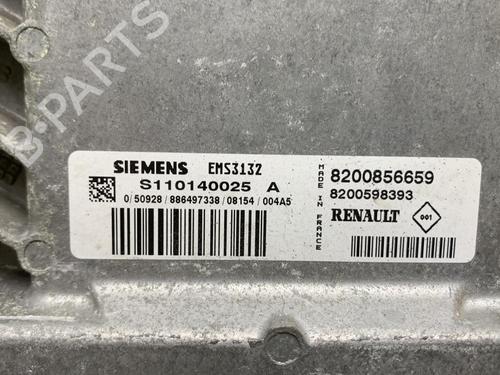 B-Parts
SIEMENS EMS3132
S110140025 A
0/50928/886497338/08154/004A5
MADE IN FRANCE
8200856659
8200598393
RENAULT
001